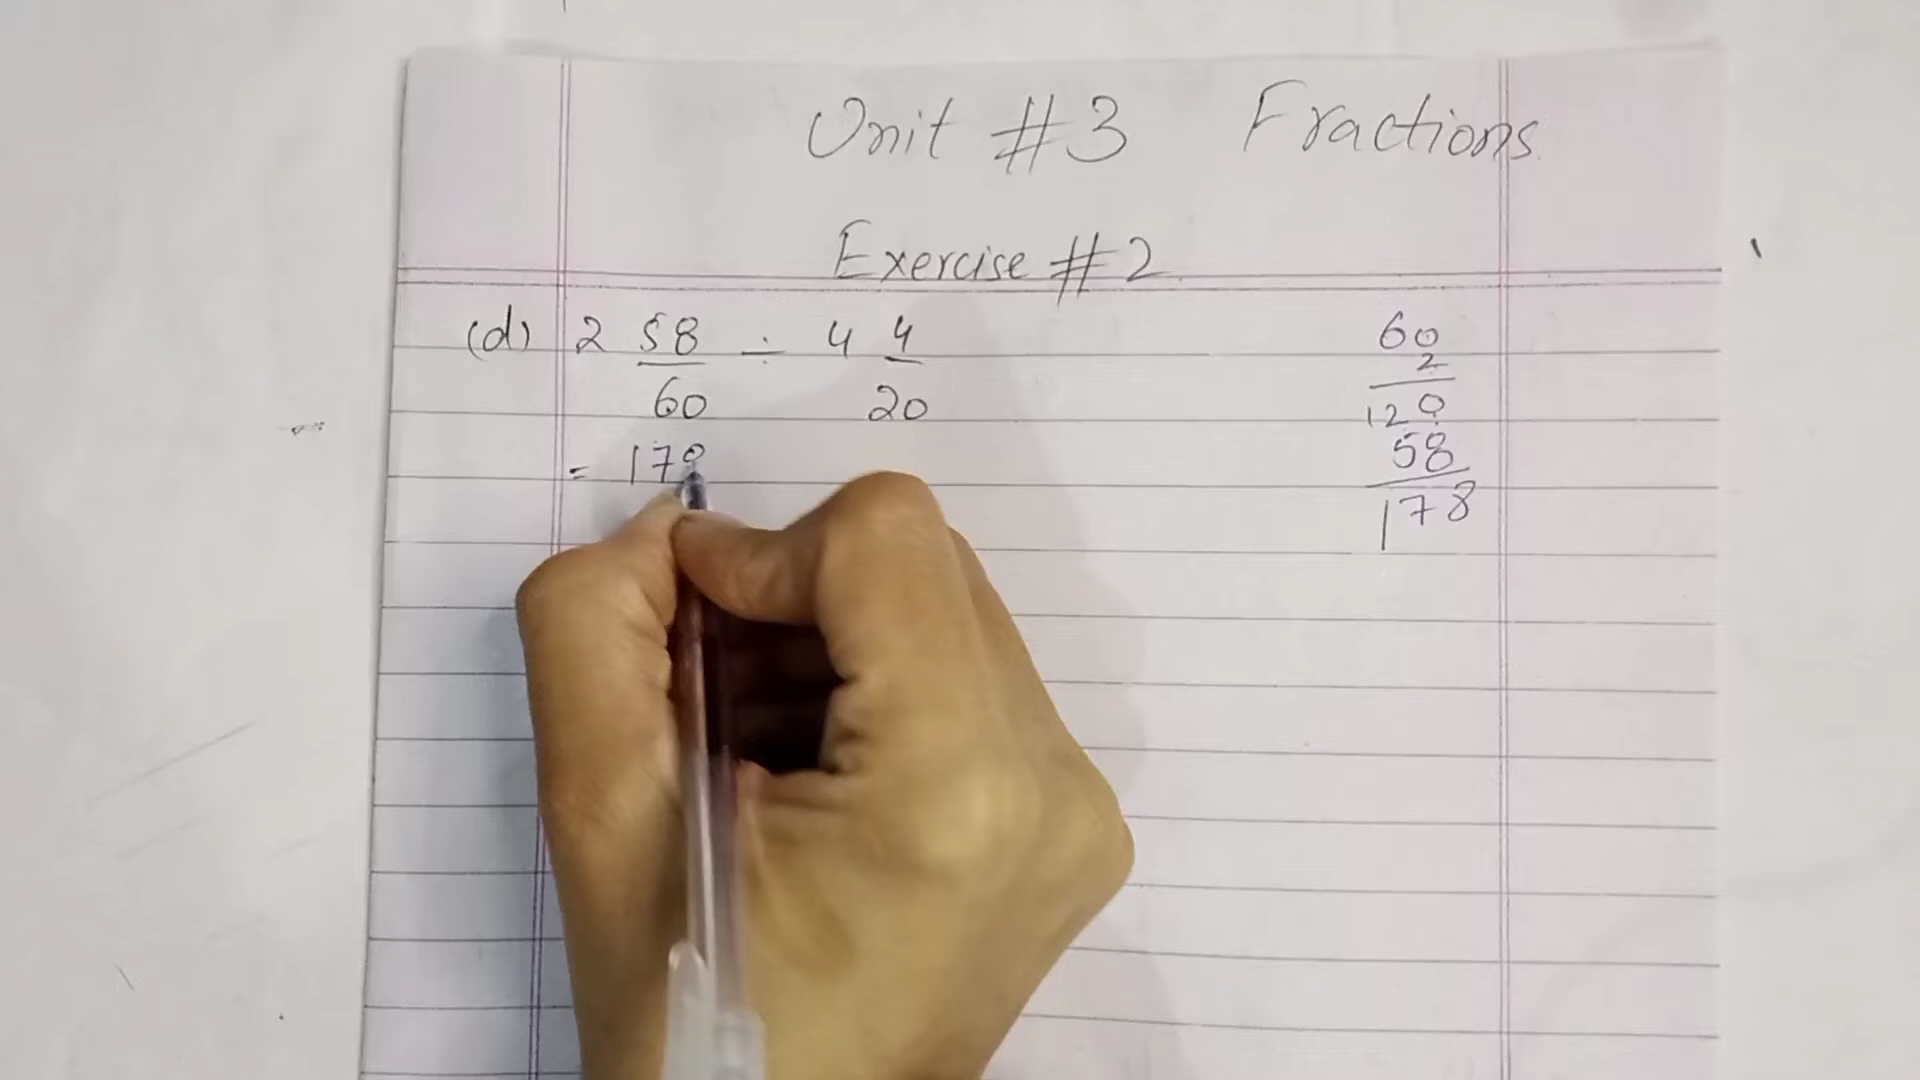 Unit #3 Fractions
Exercise #2
(d) 2 58/60 ÷ 4 4/20
= 178
60
2
120
58
178